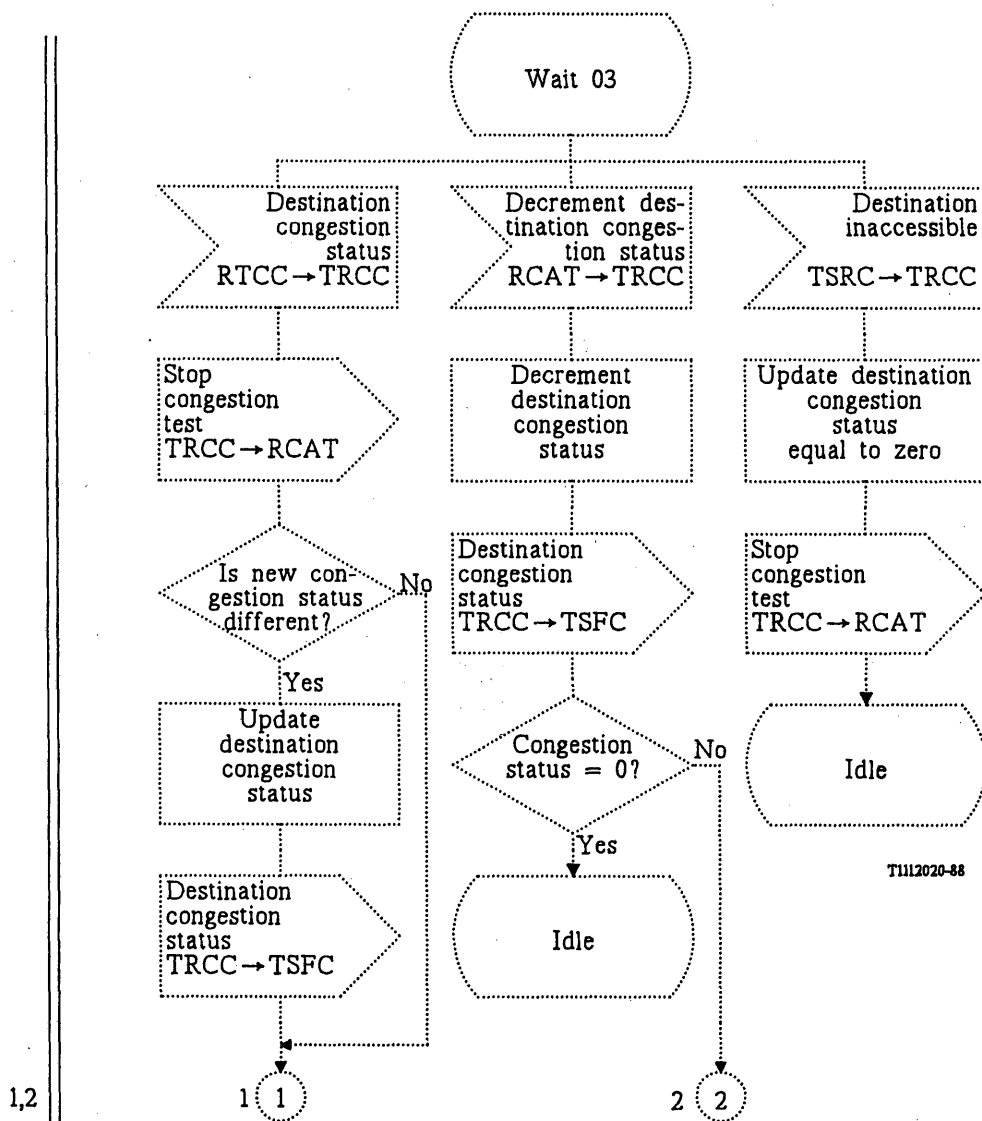 Wait 03
Destination
congestion
status
RTCC→TRCC
Decrement des-
tination conges-
tion status
RCAT→TRCC
Destination
inaccessible
TSRC→TRCC
Stop
congestion
test
TRCC→RCAT
Decrement
destination
congestion
status
Update destination
congestion
status
equal to zero
Is new con-
gestion status
different?
No
Yes
Destination
congestion
status
TRCC→TSFC
Stop
congestion
test
TRCC→RCAT
Update
destination
congestion
status
Congestion
status = 0?
No
Yes
Idle
T1112020-88
Destination
congestion
status
TRCC→TSFC
Idle
1,2
1
1
2
2